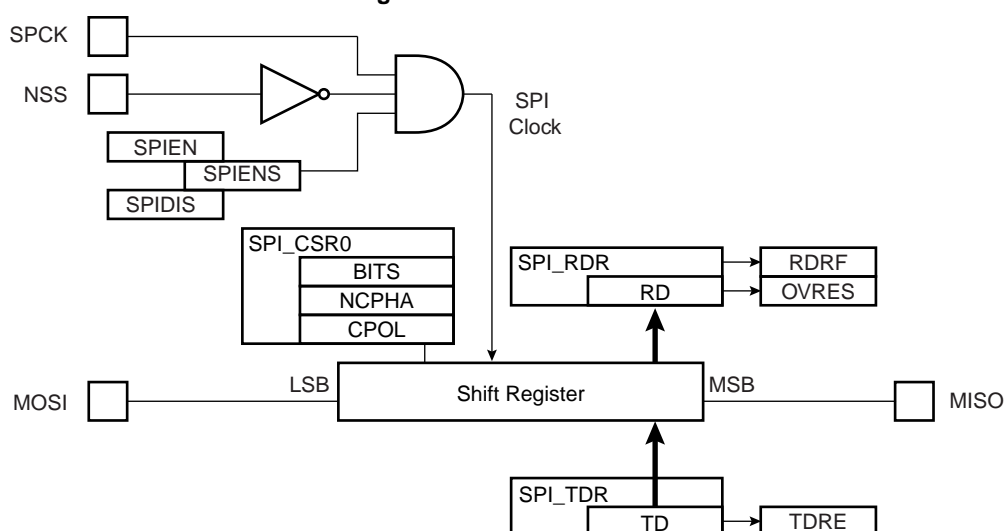 SPCK
NSS
SPI
Clock
SPIEN
SPIENS
SPIDIS
SPI_CSR0
BITS
NCPHA
CPOL
SPI_RDR
RD
RDRF
OVRES
MOSI
LSB
Shift Register
MSB
MISO
SPI_TDR
TD
TDRE